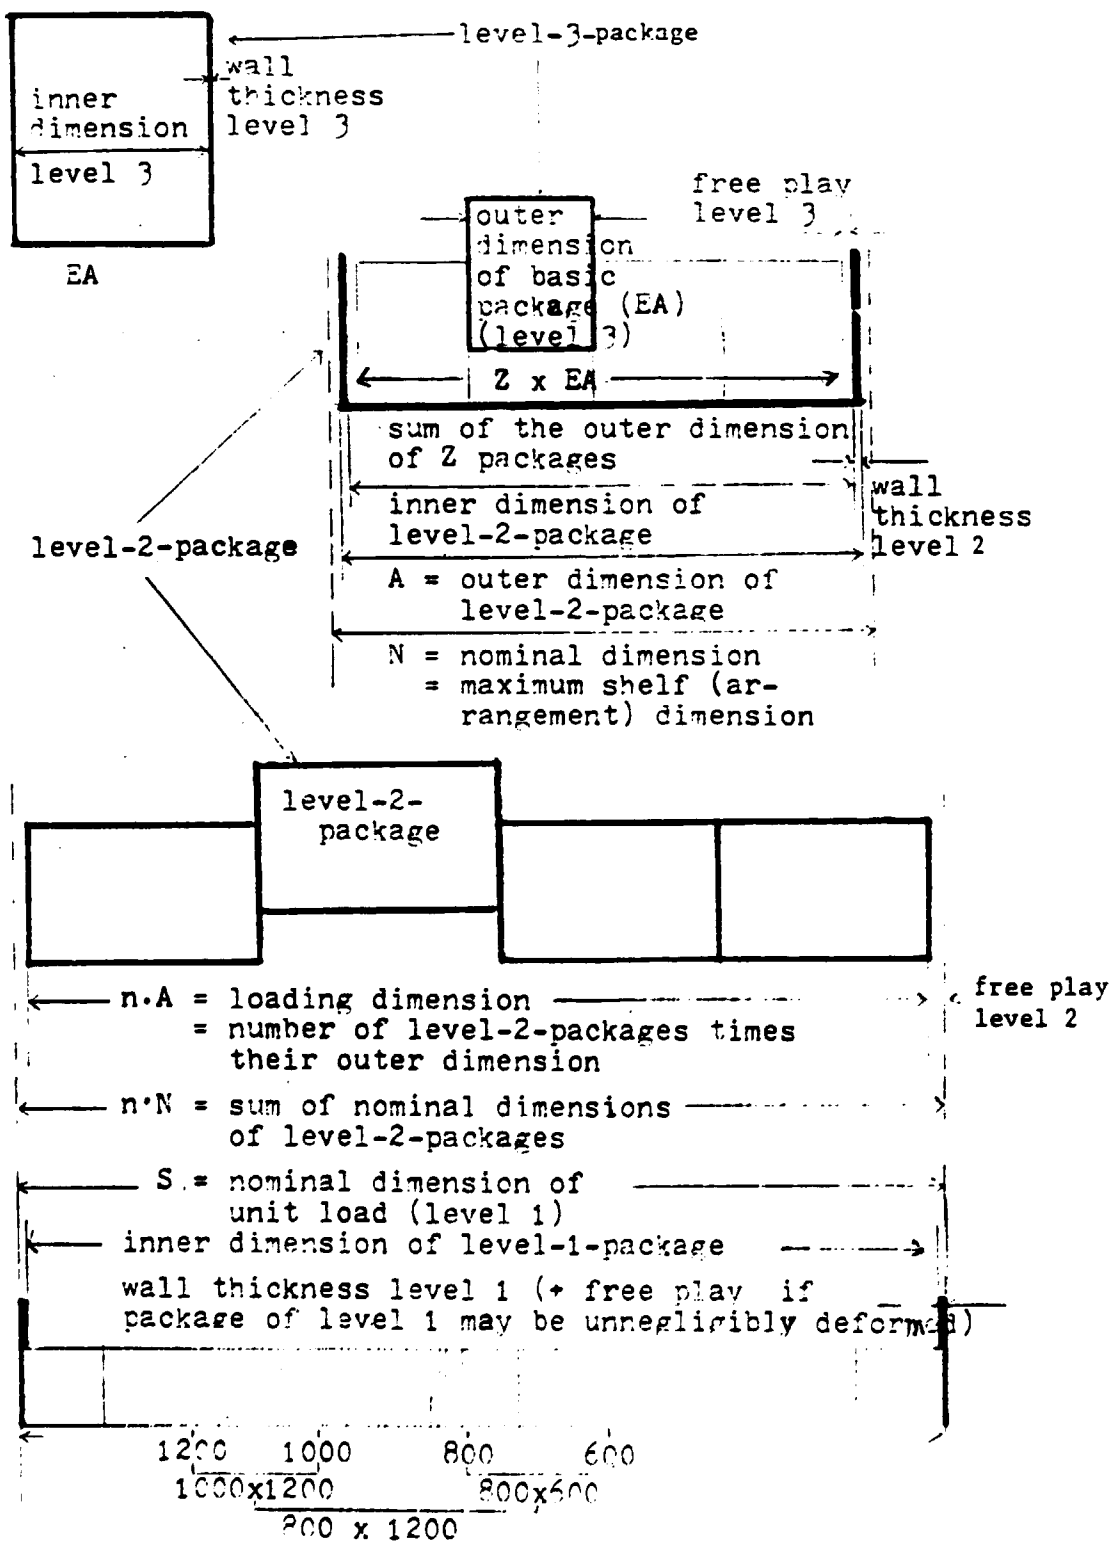 level-3-package
wall
thickness
level 3
inner
dimension
level 3
EA
free play
level 3
outer
dimension
of basic
package (EA)
(level 3)
Z x EA
sum of the outer dimension
of Z packages
wall
thickness
level 2
inner dimension of
level-2-package
level-2-package
A = outer dimension of
level-2-package
N = nominal dimension
= maximum shelf (ar-
rangement) dimension
level-2-
package
n.A = loading dimension
= number of level-2-packages times
their outer dimension
free play
level 2
n·N = sum of nominal dimensions
of level-2-packages
S = nominal dimension of
unit load (level 1)
inner dimension of level-1-package
wall thickness level 1 (+ free play if
package of level 1 may be unnegligibly deformed)
1200 1000 800 600
1000x1200 800x600
800 x 1200